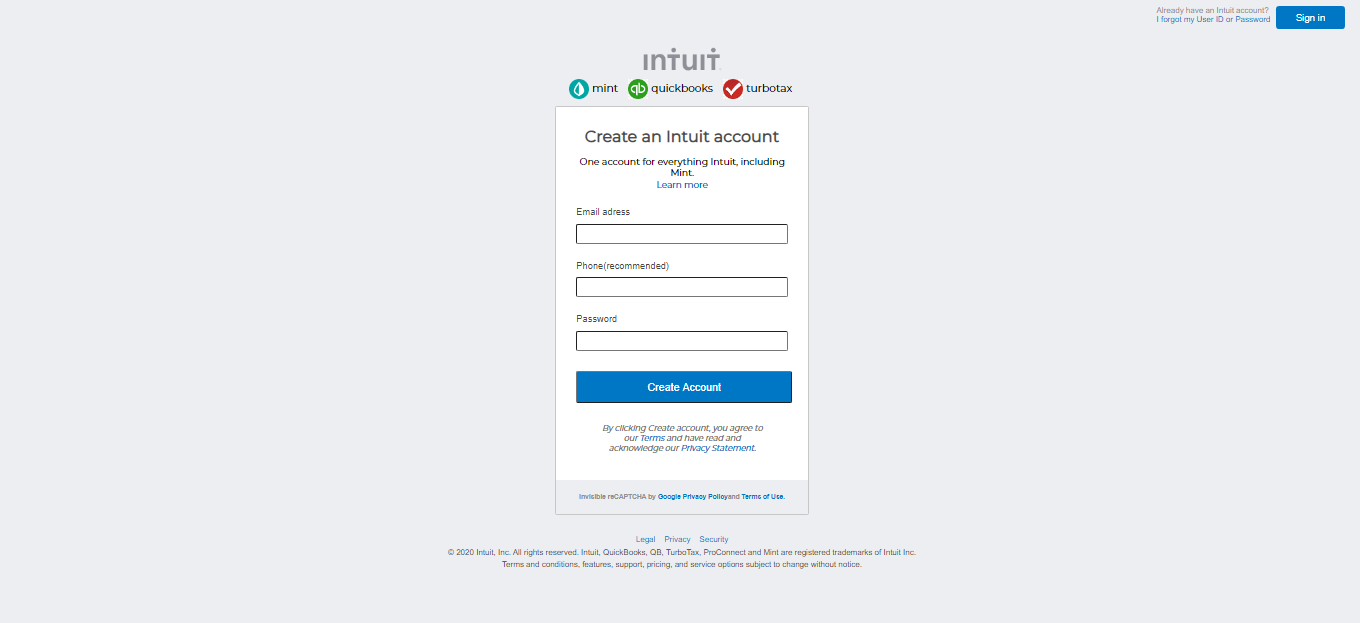 Already have an Intuit account?
I forgot my User ID or Password
Sign in
intuit
mint quickbooks turbotax
Create an Intuit account
One account for everything Intuit, including
Mint.
Learn more
Email adress
Phone(recommended)
Password
Create Account
By clicking Create account, you agree to
our Terms and have read and
acknowledge our Privacy Statement.
Invisible reCAPTCHA by Google Privacy Policyand Terms of Use.
Legal Privacy Security
© 2020 Intuit, Inc. All rights reserved. Intuit, QuickBooks, QB, TurboTax, ProConnect and Mint are registered trademarks of Intuit Inc.
Terms and conditions, features, support, pricing, and service options subject to change without notice.